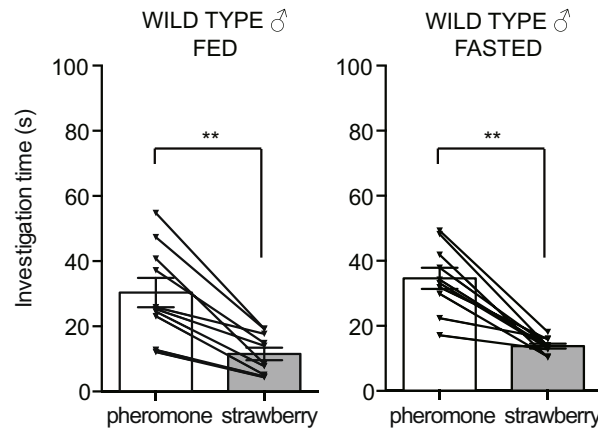 WILD TYPE ♂
FED
WILD TYPE ♂
FASTED
Investigation time (s)
100
80
60
40
20
0
**
pheromone strawberry
100
80
60
40
20
0
**
pheromone strawberry